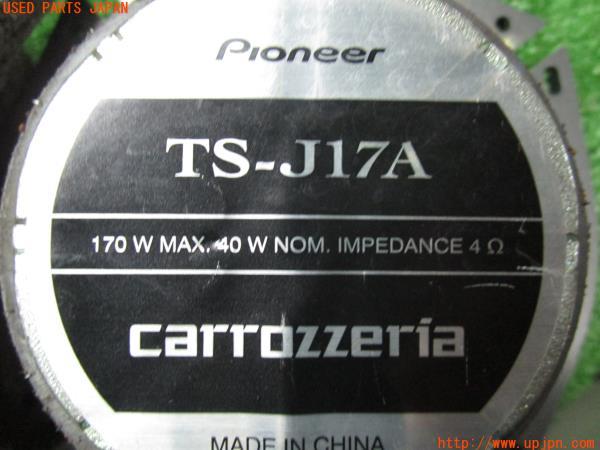 USED PARTS JAPAN
Pioneer
TS-J17A
170 W MAX. 40 W NOM. IMPEDANCE 4 Ω
carrozzeria
MADE IN CHINA
http://www.upjpn.com